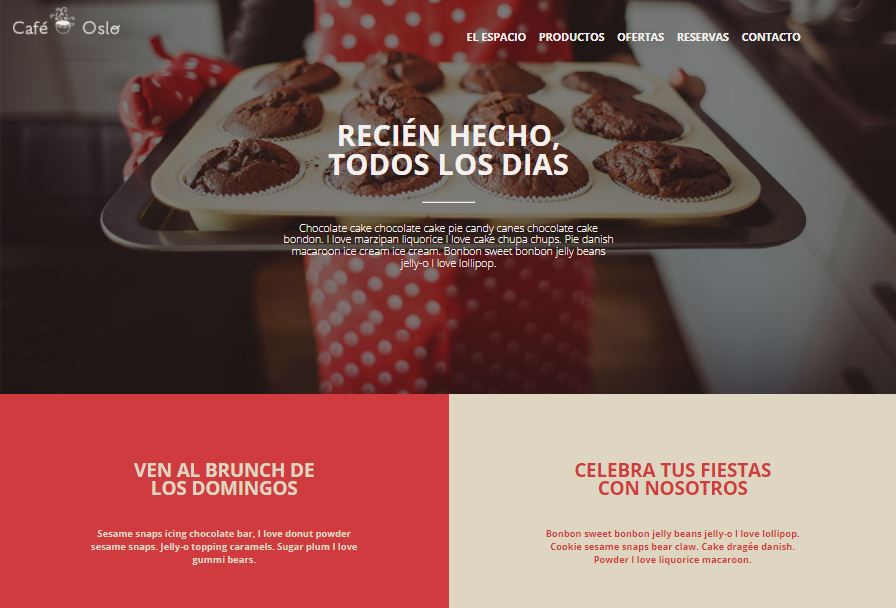 Café Oslo
EL ESPACIO PRODUCTOS OFERTAS RESERVAS CONTACTO
RECIÉN HECHO,
TODOS LOS DIAS
Chocolate cake chocolate cake pie candy canes chocolate cake
bondon. I love marzipan liquorice I love cake chupa chups. Pie danish
macaroon ice cream ice cream. Bonbon sweet bonbon jelly beans
jelly-o I love lollipop.
VEN AL BRUNCH DE
LOS DOMINGOS
Sesame snaps icing chocolate bar, I love donut powder
sesame snaps. Jelly-o topping caramels. Sugar plum I love
gummi bears.
CELEBRA TUS FIESTAS
CON NOSOTROS
Bonbon sweet bonbon jelly beans jelly-o I love lollipop.
Cookie sesame snaps bear claw. Cake dragée danish.
Powder I love liquorice macaroon.